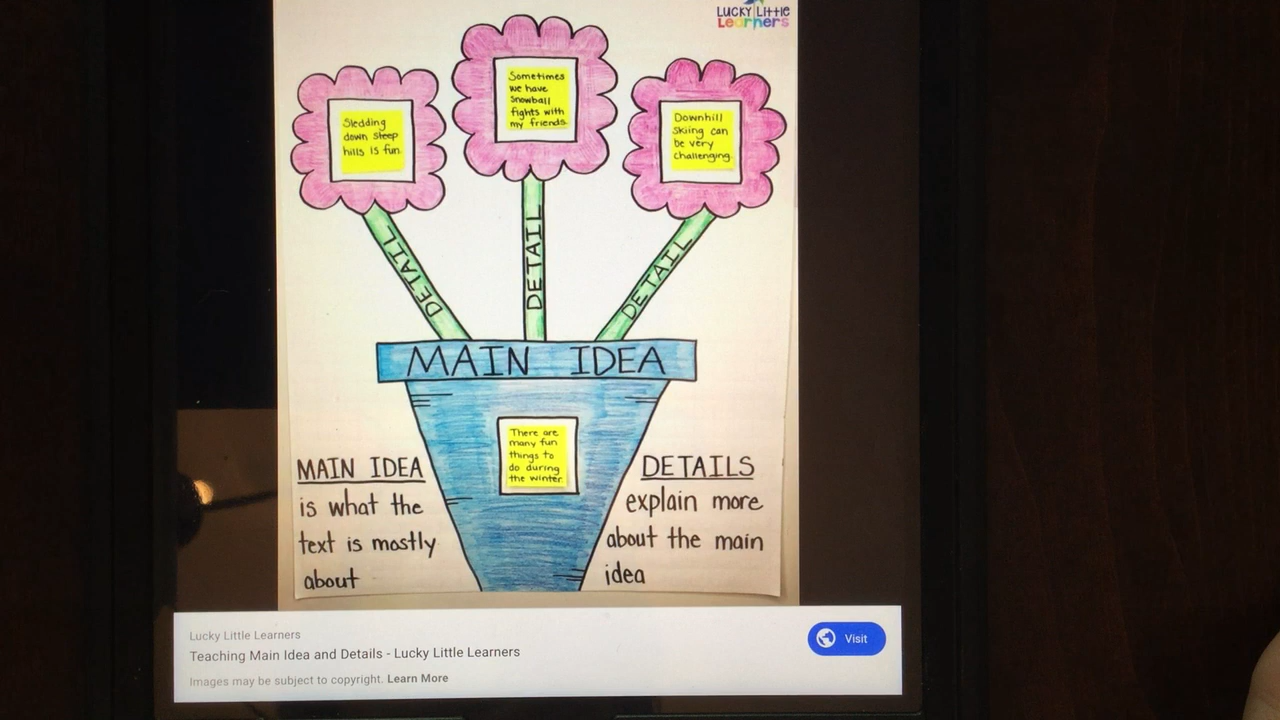 LUCKY LITTLE
LEarHers
Sometimes
we have
snowball
fights with
my friends.
Sledding
down steep
hills is fun.
Downhill
skiing can
be very
challenging.
DETAIL
DETAIL
DETAIL
MAIN IDEA
There are
many fun
things to
do during
the winter.
MAIN IDEA
is what the
text is mostly
about
DETAILS
explain more
about the main
idea
Lucky Little Learners
Teaching Main Idea and Details - Lucky Little Learners
Images may be subject to copyright. Learn More
Visit